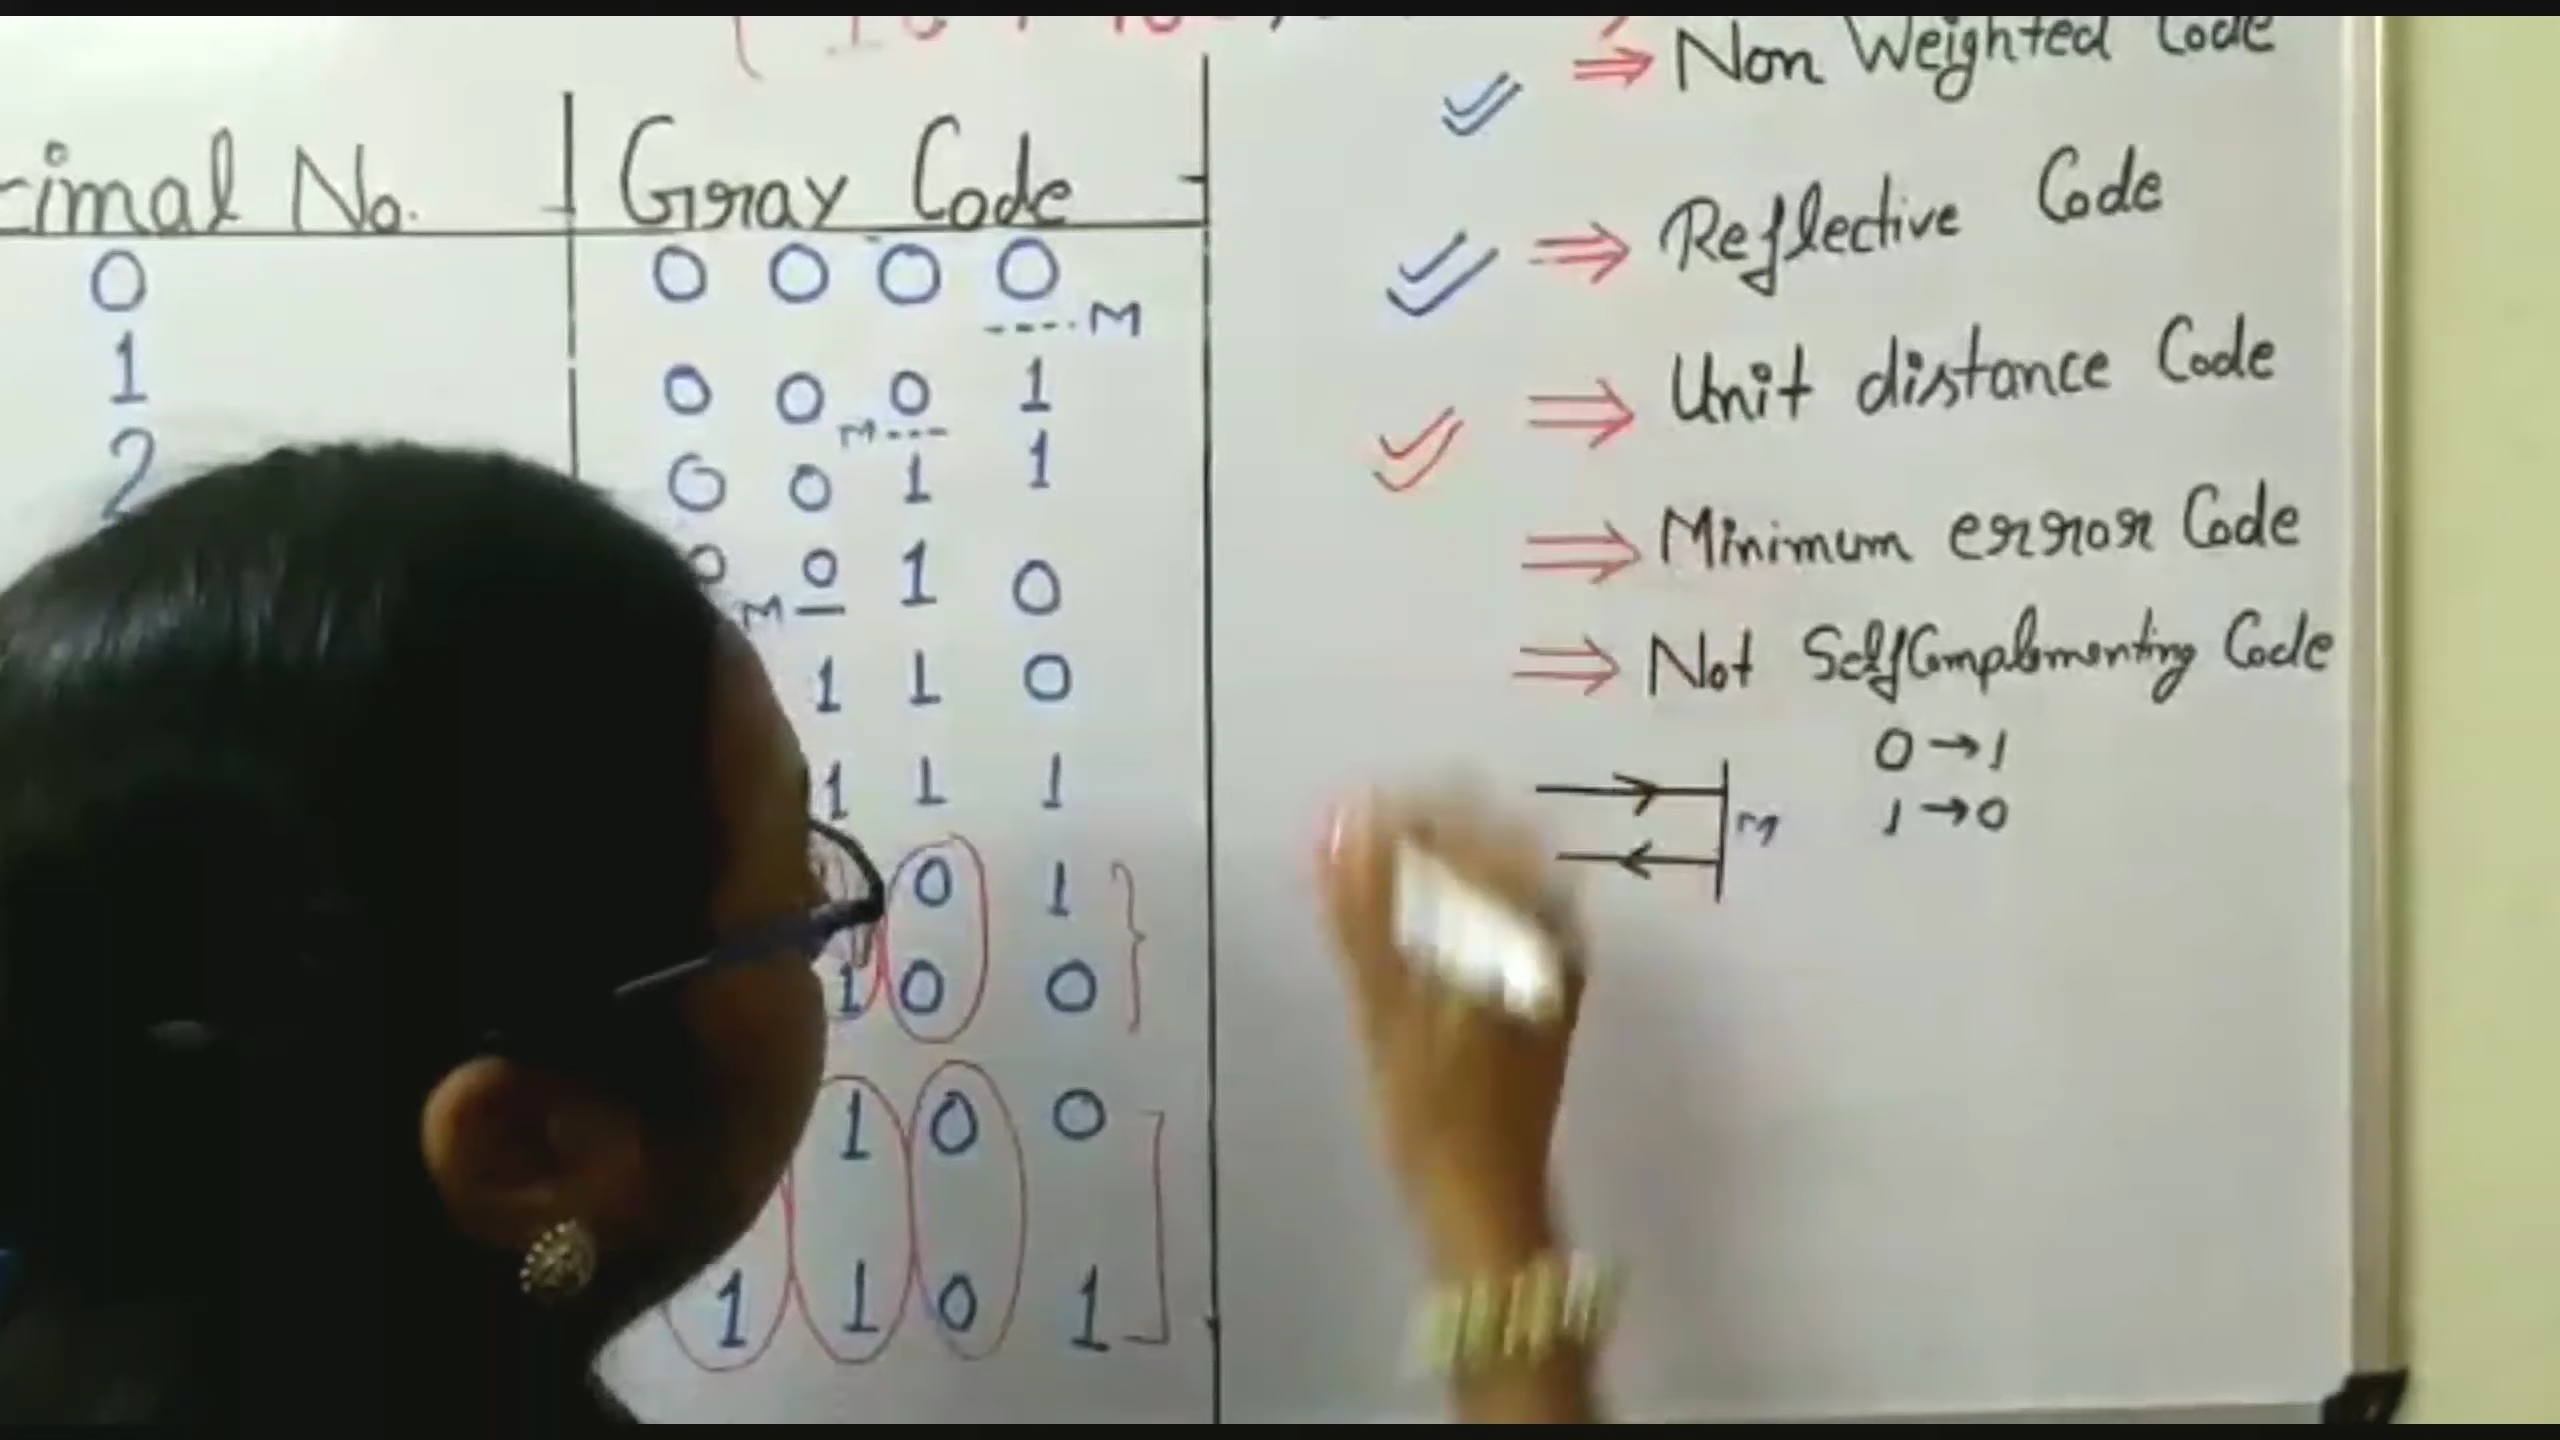 Non Weighted Code
Reflective Code
Unit distance Code
Minimum error Code
Not SelfComplementing Code
0 → 1
1 → 0
M
No. Gray Code
0 0 0 0 0
M
1 0 0 0 1
M
2 0 0 1 1
0 0 1 0
M
1 1 0
1 1 1
0 1
1 0 0
1 0 0
1 1 0 1